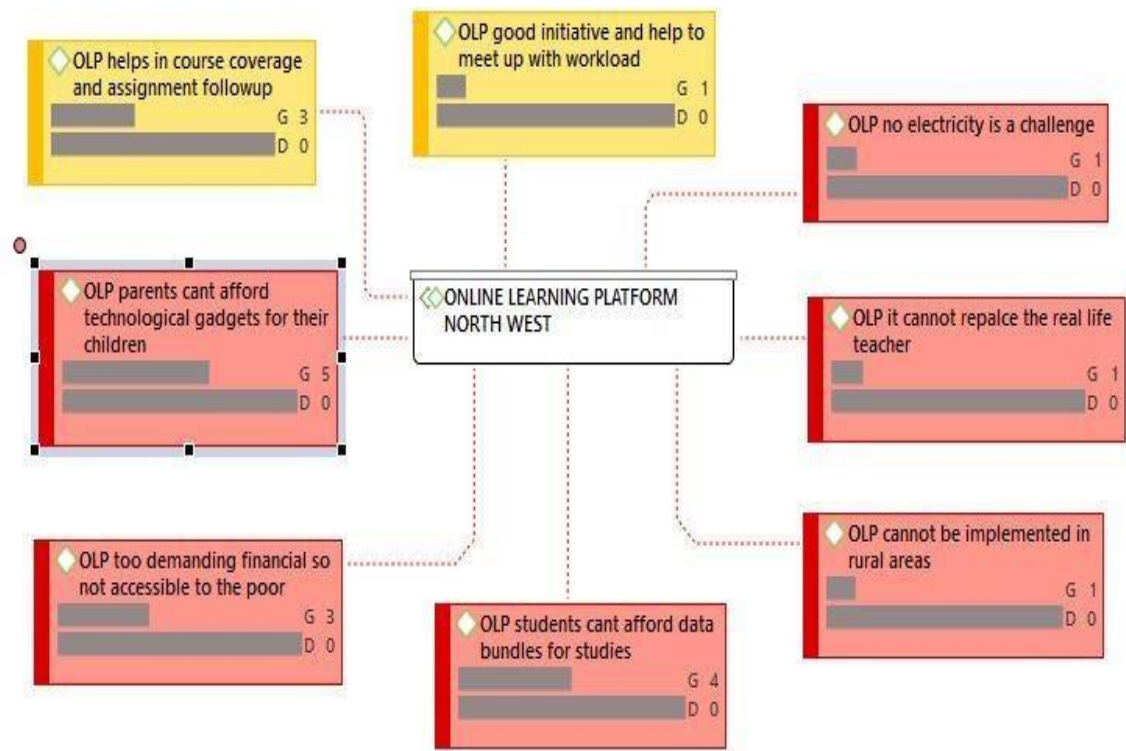 OLP helps in course coverage
and assignment followup
G 3
D 0
OLP good initiative and help to
meet up with workload
G 1
D 0
OLP no electricity is a challenge
G 1
D 0
OLP parents cant afford
technological gadgets for their
children
G 5
D 0
ONLINE LEARNING PLATFORM
NORTH WEST
OLP it cannot repalce the real life
teacher
G 1
D 0
OLP too demanding financial so
not accessible to the poor
G 3
D 0
OLP students cant afford data
bundles for studies
G 4
D 0
OLP cannot be implemented in
rural areas
G 1
D 0